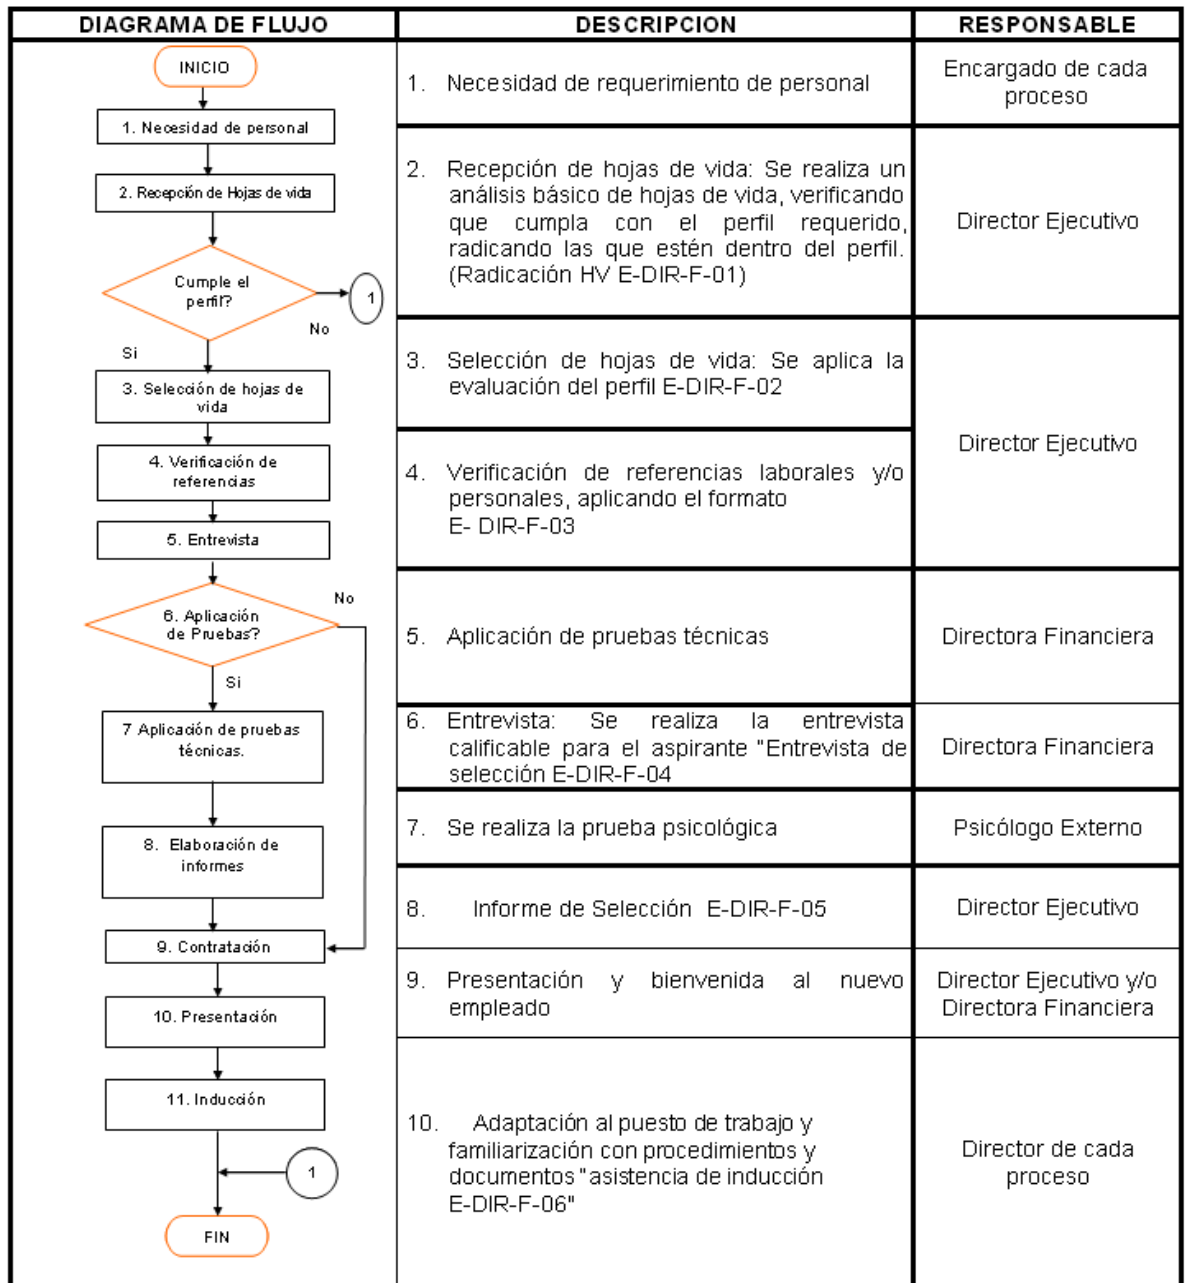 DIAGRAMA DE FLUJO
DESCRIPCION
RESPONSABLE
INICIO
1. Necesidad de personal
2. Recepción de Hojas de vida
Cumple el
perfil?
1
No
Si
3. Selección de hojas de
vida
4. Verificación de
referencias
5. Entrevista
No
6. Aplicación
de Pruebas?
Si
7 Aplicación de pruebas
técnicas.
8. Elaboración de
informes
9. Contratación
10. Presentación
11. Inducción
1
FIN
1. Necesidad de requerimiento de personal
Encargado de cada
proceso
2. Recepción de hojas de vida: Se realiza un
análisis básico de hojas de vida, verificando
que cumpla con el perfil requerido,
radicando las que estén dentro del perfil.
(Radicación HV E-DIR-F-01)
Director Ejecutivo
3. Selección de hojas de vida: Se aplica la
evaluación del perfil E-DIR-F-02
4. Verificación de referencias laborales y/o
personales, aplicando el formato
E- DIR-F-03
Director Ejecutivo
5. Aplicación de pruebas técnicas
Directora Financiera
6. Entrevista: Se realiza la entrevista
calificable para el aspirante "Entrevista de
selección E-DIR-F-04
Directora Financiera
7. Se realiza la prueba psicológica
Psicólogo Externo
8. Informe de Selección E-DIR-F-05
Director Ejecutivo
9. Presentación y bienvenida al nuevo
empleado
Director Ejecutivo y/o
Directora Financiera
10. Adaptación al puesto de trabajo y
familiarización con procedimientos y
documentos "asistencia de inducción
E-DIR-F-06"
Director de cada
proceso